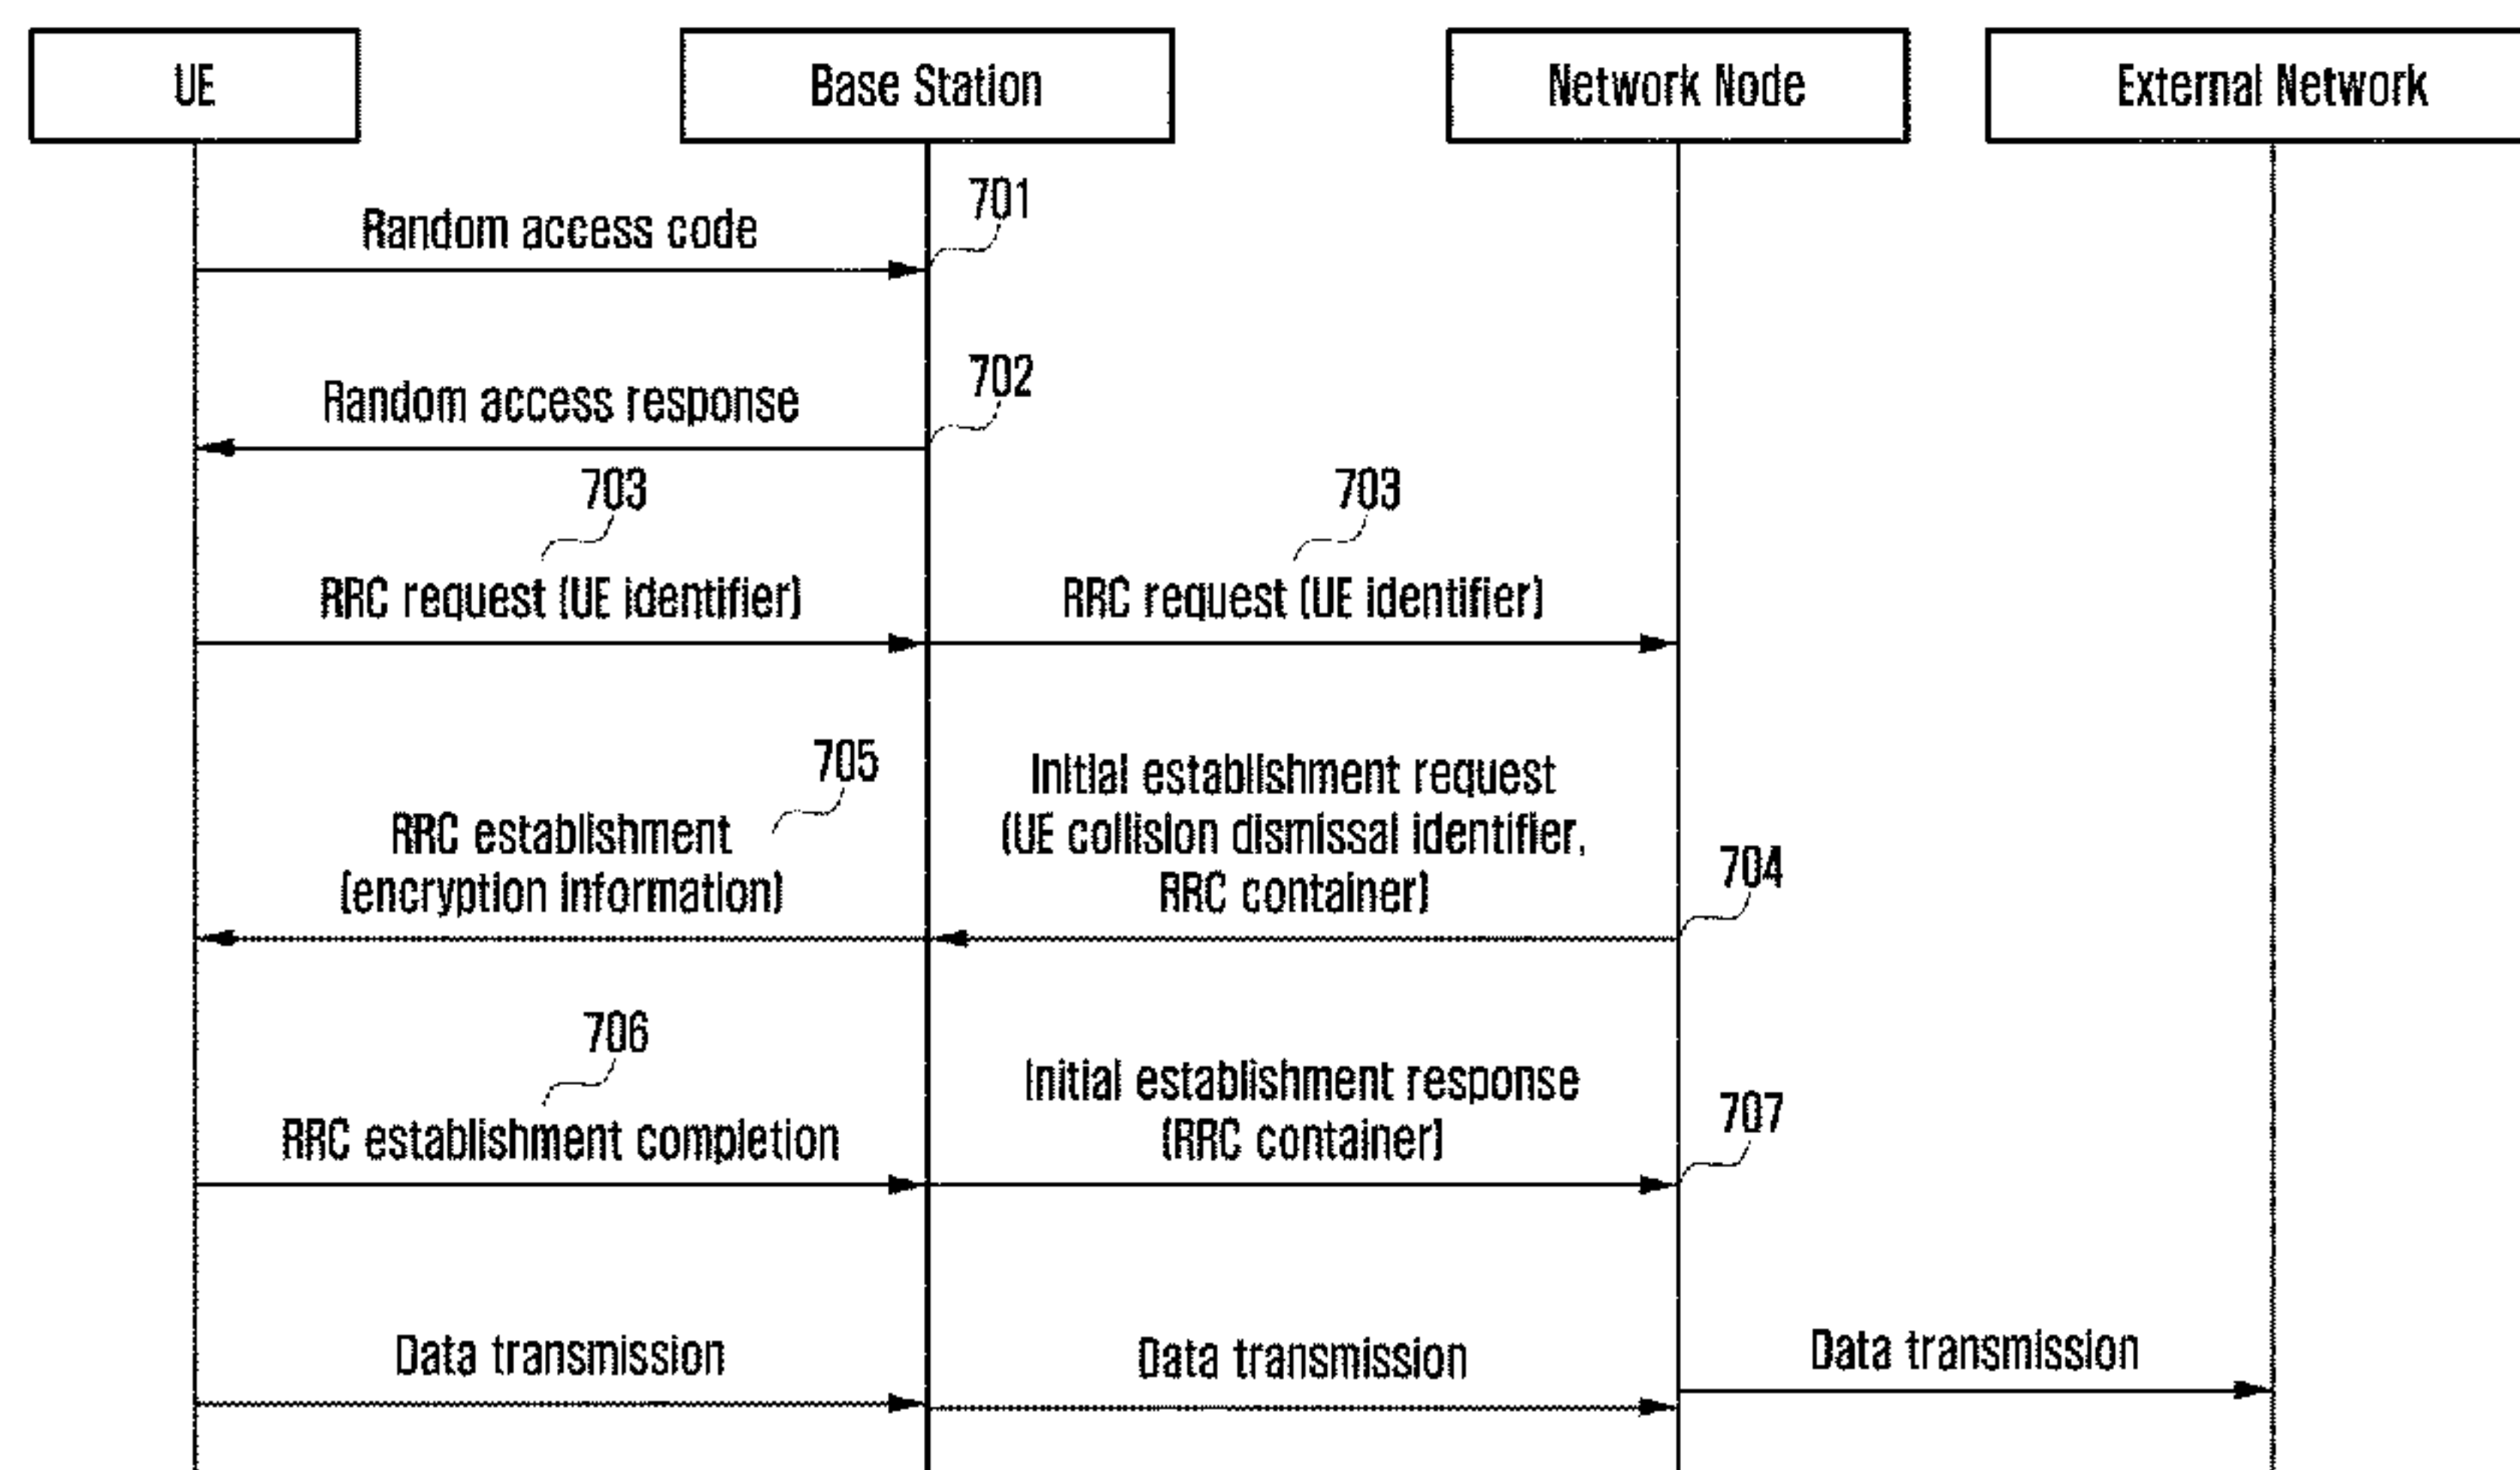 UE
Base Station
Network Node
External Network
701
Random access code
702
Random access response
703
703
RRC request (UE identifier)
RRC request (UE identifier)
705
RRC establishment
(encryption information)
Initial establishment request
(UE collision dismissal identifier,
RRC container)
704
706
RRC establishment completion
Initial establishment response
(RRC container)
707
Data transmission
Data transmission
Data transmission